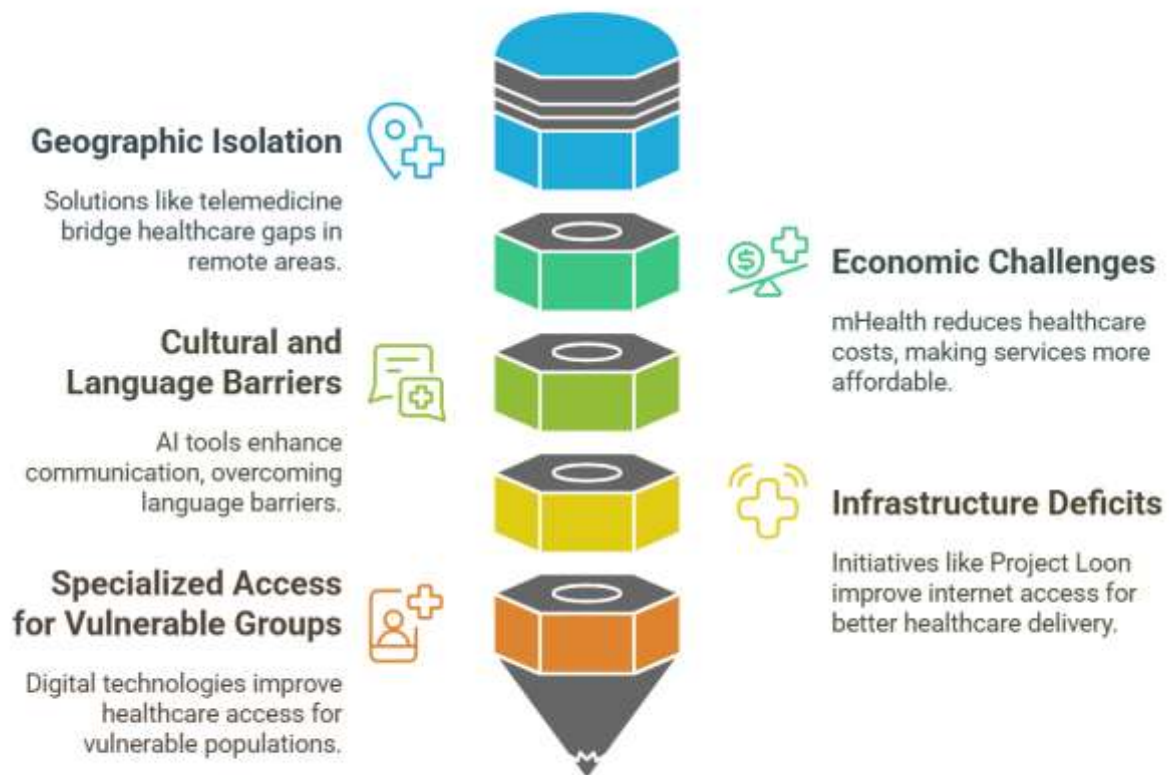 Geographic Isolation
Solutions like telemedicine
bridge healthcare gaps in
remote areas.
Economic Challenges
mHealth reduces healthcare
costs, making services more
affordable.
Cultural and
Language Barriers
AI tools enhance
communication, overcoming
language barriers.
Infrastructure Deficits
Initiatives like Project Loon
improve internet access for
better healthcare delivery.
Specialized Access
for Vulnerable Groups
Digital technologies improve
healthcare access for
vulnerable populations.